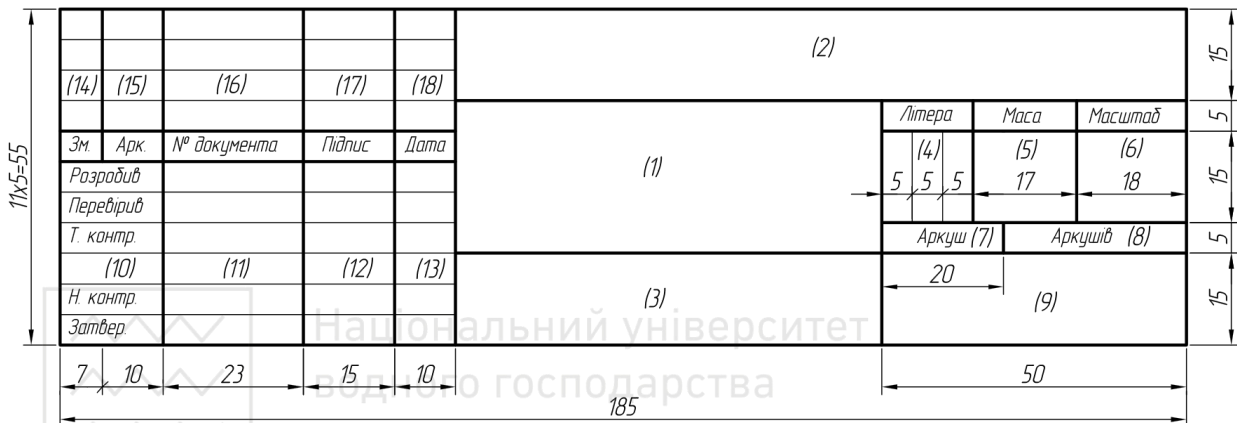 (2)
15
(14) (15) (16) (17) (18)
Літера Маса Масштаб 5
Зм. Арк. № документа Підпис Дата
(4) (5) (6)
(1)
5 5 5 17 18 15
11x5=55
Розробив
Перевірив
Т. контр.
Аркуш (7) Аркушів (8) 5
(10) (11) (12) (13)
20
(3) (9) 15
Н. контр.
Затвер.
Національний університет
водного господарства
7 10 23 15 10 50
185